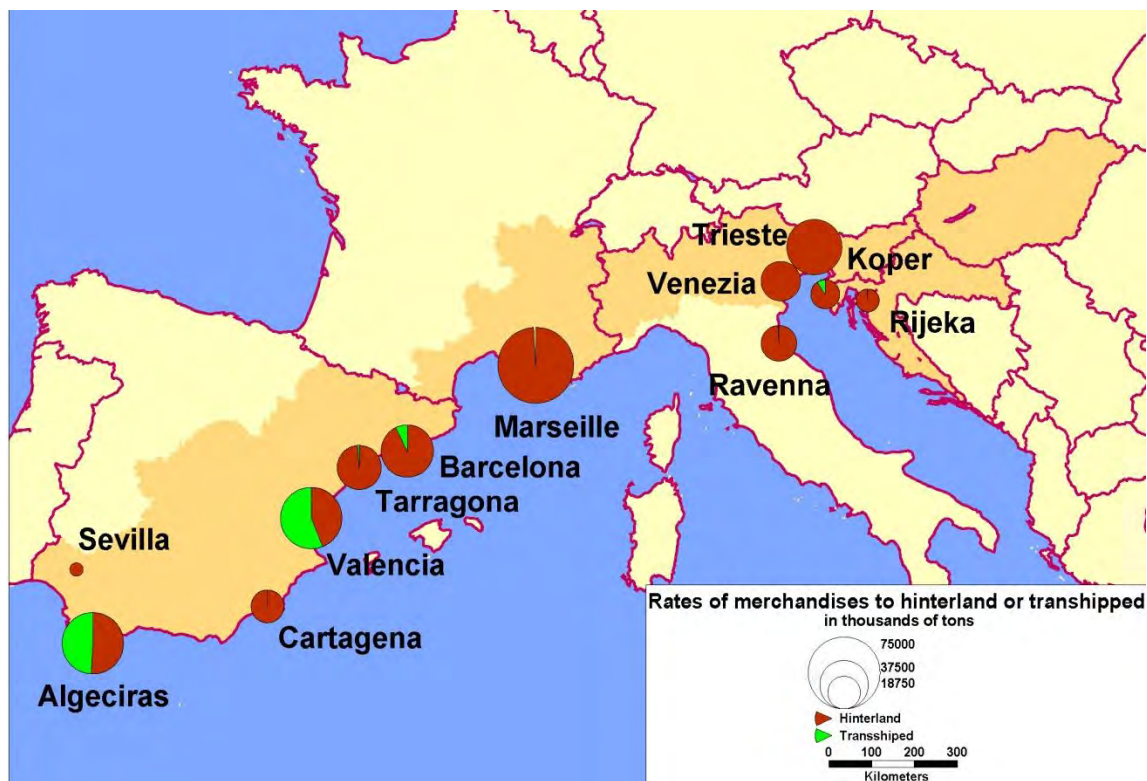 Trieste
Koper
Venezia
Rijeka
Ravenna
Marseille
Barcelona
Tarragona
Sevilla
Valencia
Cartagena
Algeciras
Rates of merchandises to hinterland or transhipped
in thousands of tons
75000
37500
18750
Hinterland
Transshiped
0 100 200 300
Kilometers